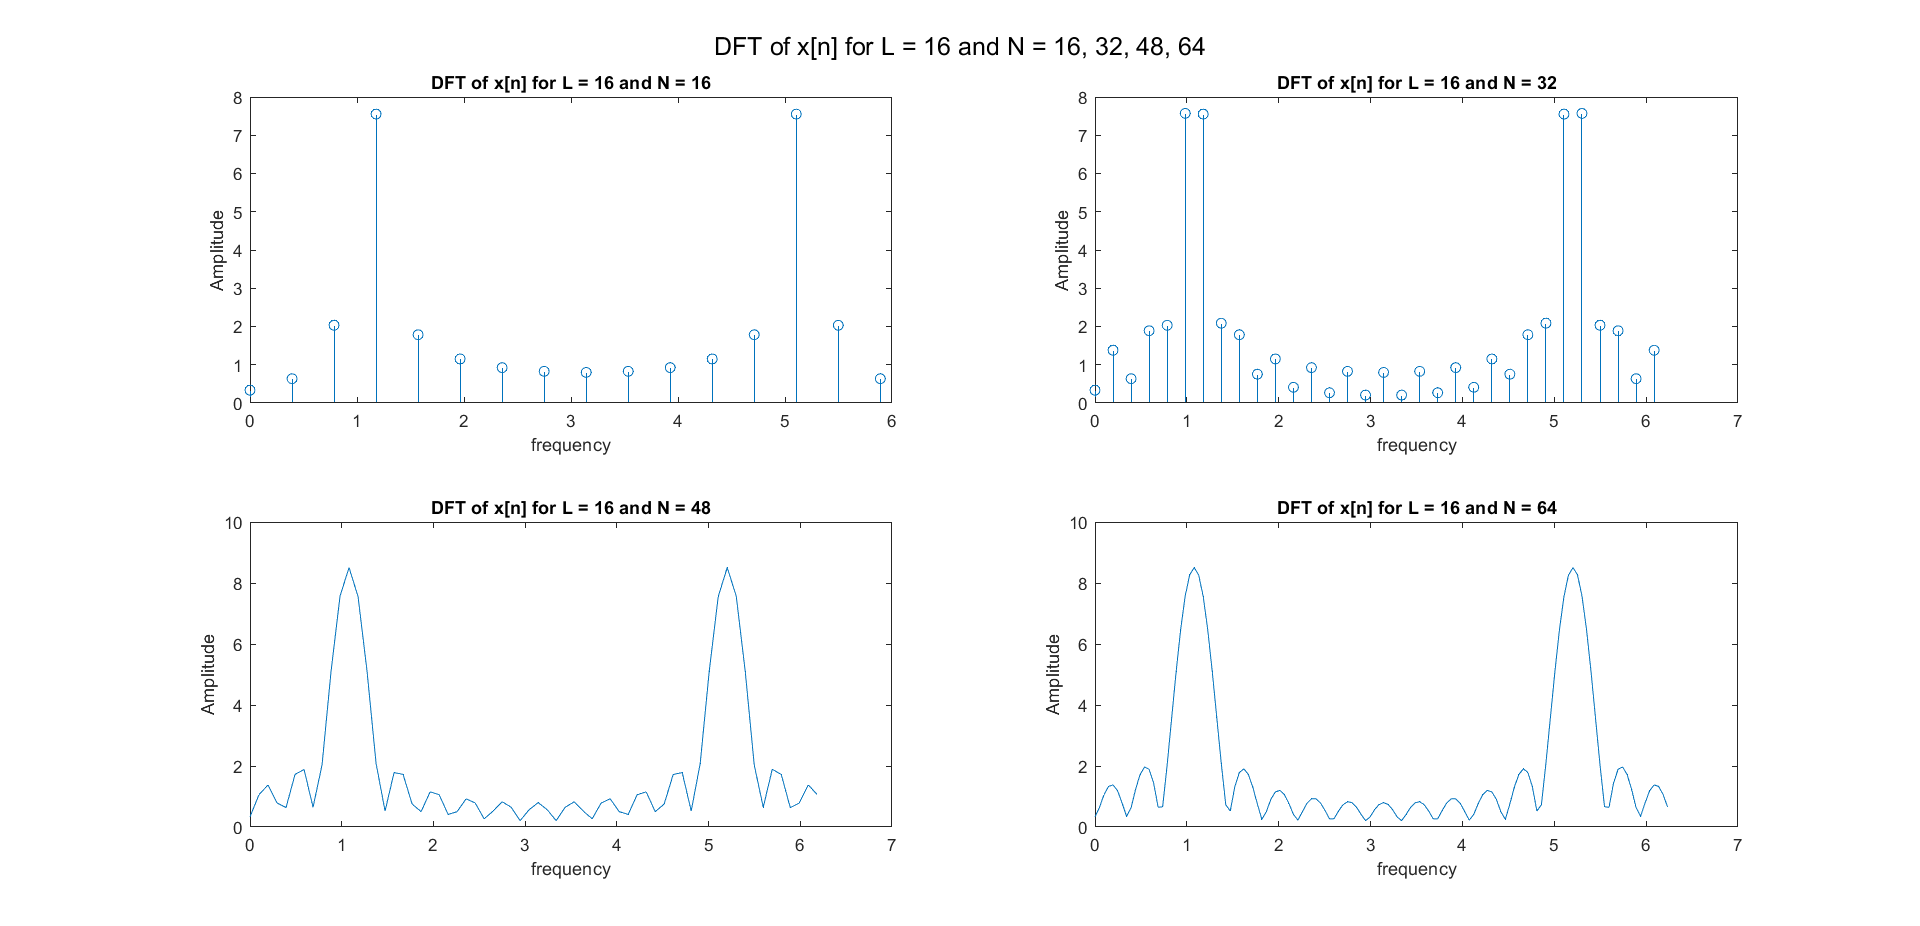 DFT of x[n] for L = 16 and N = 16, 32, 48, 64
DFT of x[n] for L = 16 and N = 16
8
7
6
5
4
3
2
1
0
Amplitude
0 1 2 3 4 5 6
frequency
DFT of x[n] for L = 16 and N = 32
8
7
6
5
4
3
2
1
0
Amplitude
0 1 2 3 4 5 6 7
frequency
DFT of x[n] for L = 16 and N = 48
10
8
6
4
2
0
Amplitude
0 1 2 3 4 5 6 7
frequency
DFT of x[n] for L = 16 and N = 64
10
8
6
4
2
0
Amplitude
0 1 2 3 4 5 6 7
frequency